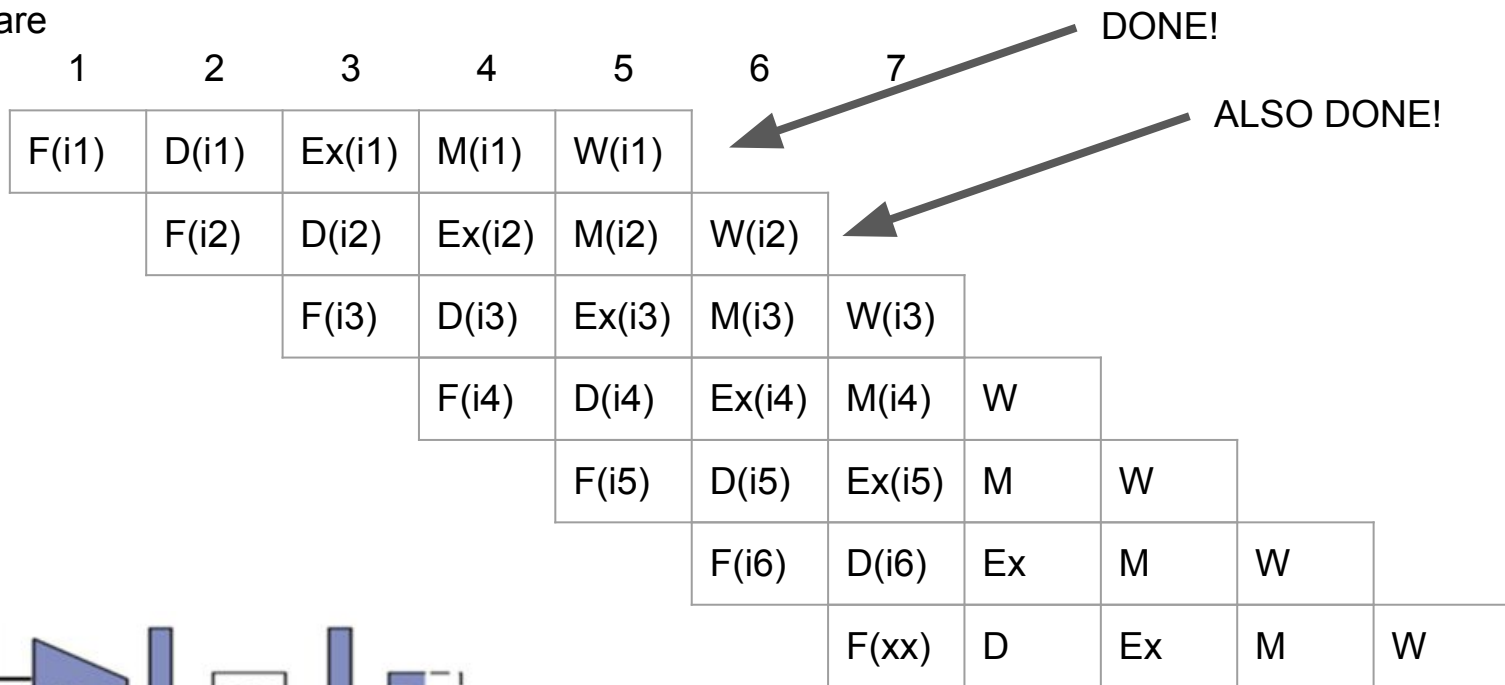 are
DONE!
1 2 3 4 5 6 7
ALSO DONE!
F(i1) D(i1) Ex(i1) M(i1) W(i1)
F(i2) D(i2) Ex(i2) M(i2) W(i2)
F(i3) D(i3) Ex(i3) M(i3) W(i3)
F(i4) D(i4) Ex(i4) M(i4) W
F(i5) D(i5) Ex(i5) M W
F(i6) D(i6) Ex M W
F(xx) D Ex M W